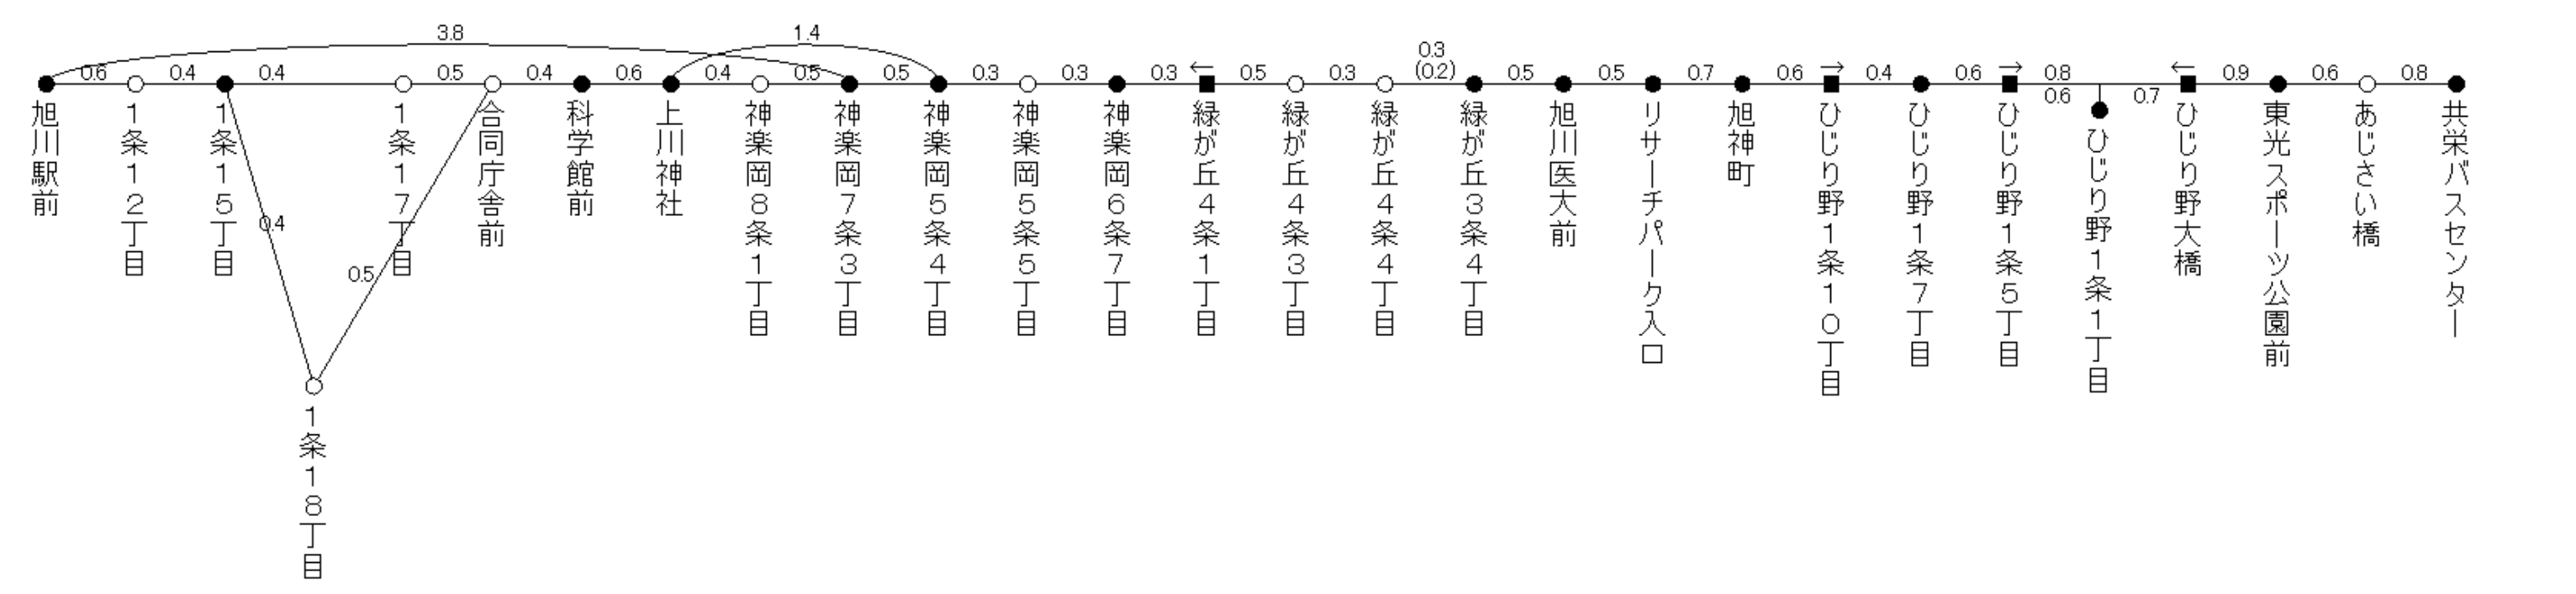 3.8
1.4
0.6
0.4
0.4
0.5
0.4
0.6
0.4
0.5
0.5
0.3
0.3
0.3
←
0.5
0.3
0.3
(0.2)
0.5
0.5
0.7
0.6
→
0.4
0.6
→
0.8
0.6
0.7
←
0.9
0.6
0.8
旭川駅前
1条12丁目
1条15丁目
0.4
0.5
1条18丁目
1条17丁目
合同庁舎前
科学館前
上川神社
神楽岡8条1丁目
神楽岡7条3丁目
神楽岡5条4丁目
神楽岡5条5丁目
神楽岡6条7丁目
緑が丘4条1丁目
緑が丘4条3丁目
緑が丘4条4丁目
緑が丘3条4丁目
旭川医大前
リサーチパーク入口
旭神町
ひじり野1条10丁目
ひじり野1条7丁目
ひじり野1条5丁目
ひじり野1条1丁目
ひじり野大橋
東光スポーツ公園前
あじさい橋
共栄バスセンター